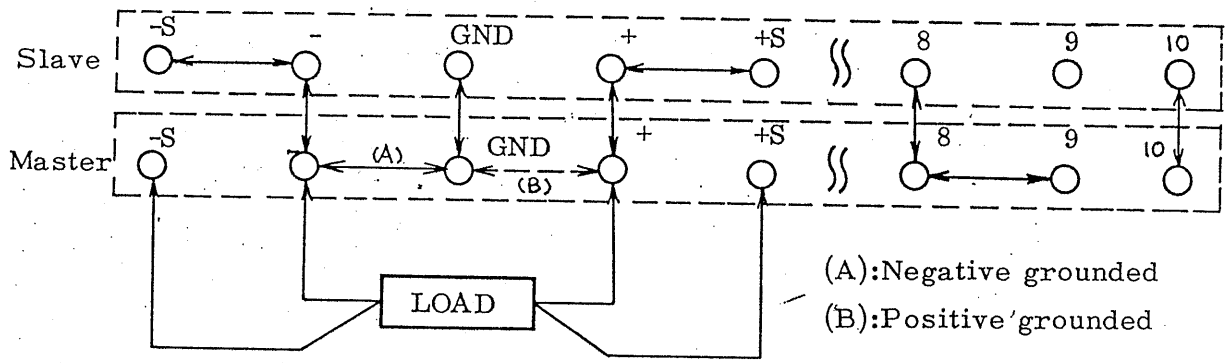 -S - GND + +S 8 9 10
Slave
-S - (A) GND (B) + +S 8 9 10
Master
LOAD
(A):Negative grounded
(B):Positive grounded